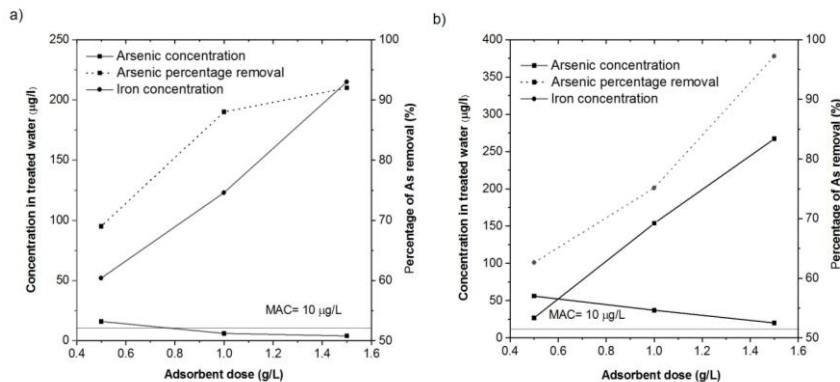 a)
Arsenic concentration
Arsenic percentage removal
Iron concentration
MAC= 10 µg/L
Concentration in treated water (µg/l)
0
50
100
150
200
250
Percentage of As removal (%)
50
60
70
80
90
100
0.4
0.6
0.8
1.0
1.2
1.4
1.6
Adsorbent dose (g/L)
b)
Arsenic concentration
Arsenic percentage removal
Iron concentration
MAC= 10 µg/L
Concentration in treated water (µg/l)
0
50
100
150
200
250
300
350
400
Percentage of As removal (%)
50
60
70
80
90
100
0.4
0.6
0.8
1.0
1.2
1.4
1.6
Adsorbent dose (g/L)